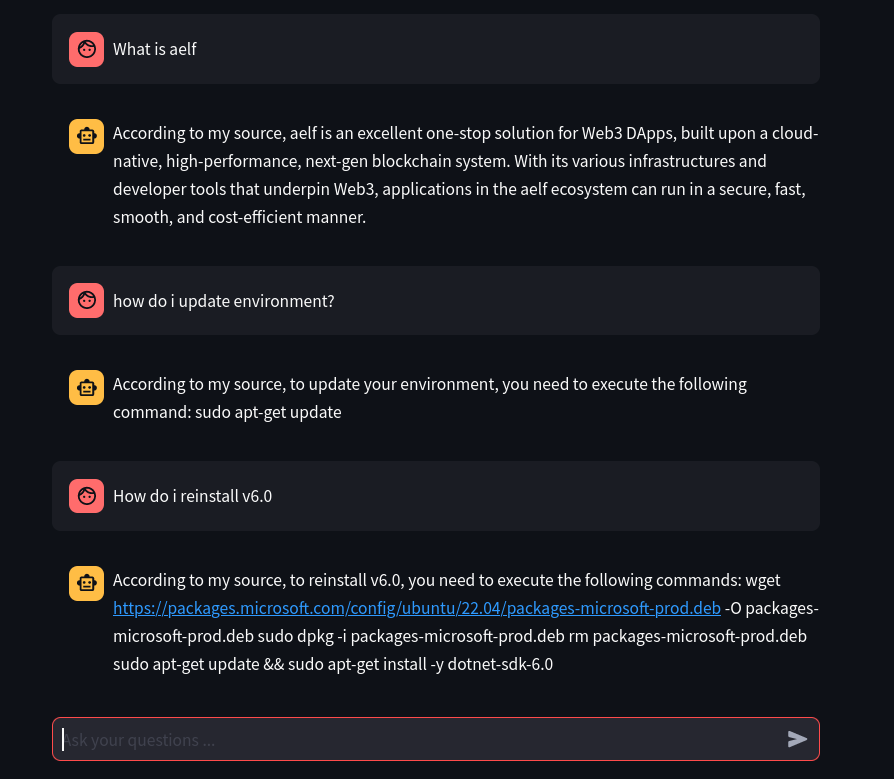 What is aelf
According to my source, aelf is an excellent one-stop solution for Web3 DApps, built upon a cloud-
native, high-performance, next-gen blockchain system. With its various infrastructures and
developer tools that underpin Web3, applications in the aelf ecosystem can run in a secure, fast,
smooth, and cost-efficient manner.
how do i update environment?
According to my source, to update your environment, you need to execute the following
command: sudo apt-get update
How do i reinstall v6.0
According to my source, to reinstall v6.0, you need to execute the following commands: wget
https://packages.microsoft.com/config/ubuntu/22.04/packages-microsoft-prod.deb -O packages-
microsoft-prod.deb sudo dpkg -i packages-microsoft-prod.deb rm packages-microsoft-prod.deb
sudo apt-get update && sudo apt-get install -y dotnet-sdk-6.0
Ask your questions ...